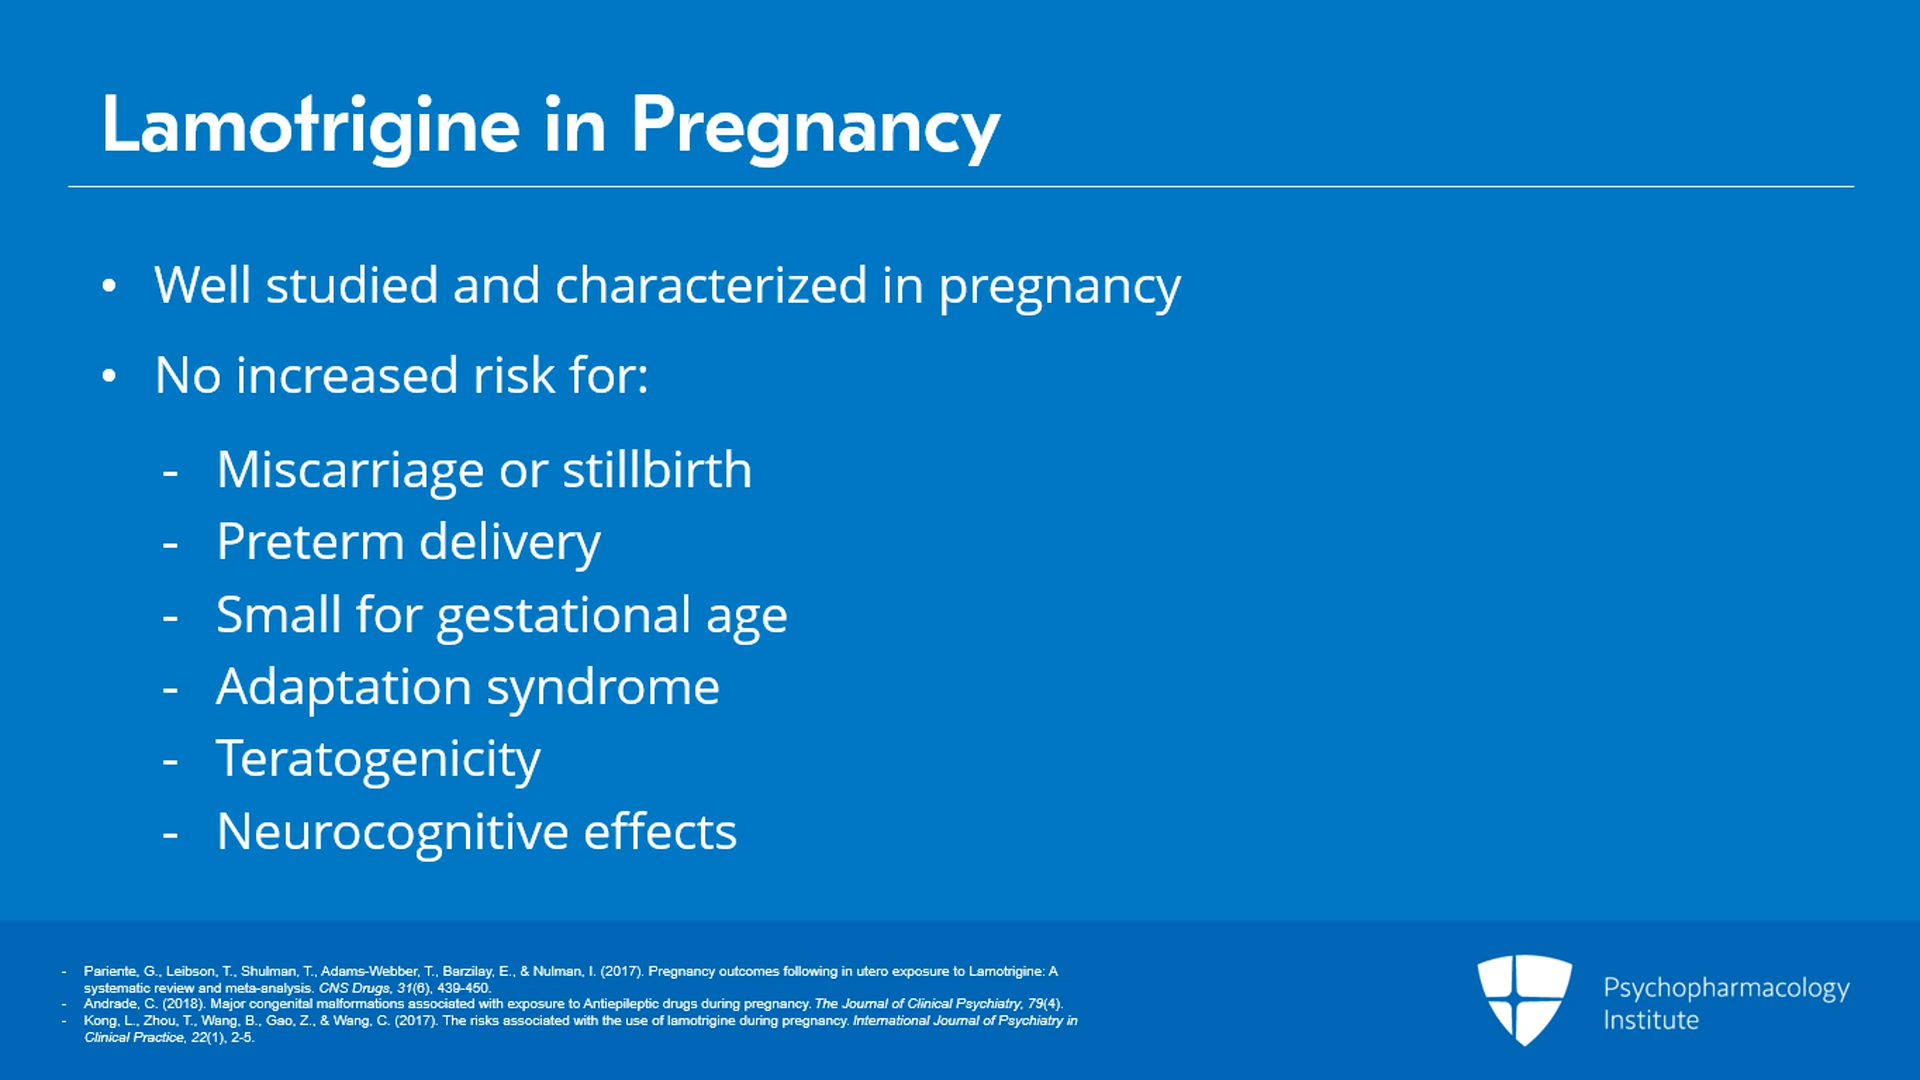 Lamotrigine in Pregnancy
• Well studied and characterized in pregnancy
• No increased risk for:
- Miscarriage or stillbirth
- Preterm delivery
- Small for gestational age
- Adaptation syndrome
- Teratogenicity
- Neurocognitive effects
- Pariente, G., Leibson, T., Shulman, T., Adams-Webber, T., Barzilay, E., & Nulman, I. (2017). Pregnancy outcomes following in utero exposure to Lamotrigine: A
systematic review and meta-analysis. CNS Drugs, 31(6), 439-450.
- Andrade, C. (2018). Major congenital malformations associated with exposure to Antiepileptic drugs during pregnancy. The Journal of Clinical Psychiatry, 79(4).
- Kong, L., Zhou, T., Wang, B., Gao, Z., & Wang, C. (2017). The risks associated with the use of lamotrigine during pregnancy. International Journal of Psychiatry in
Clinical Practice, 22(1), 2-5.
Psychopharmacology
Institute